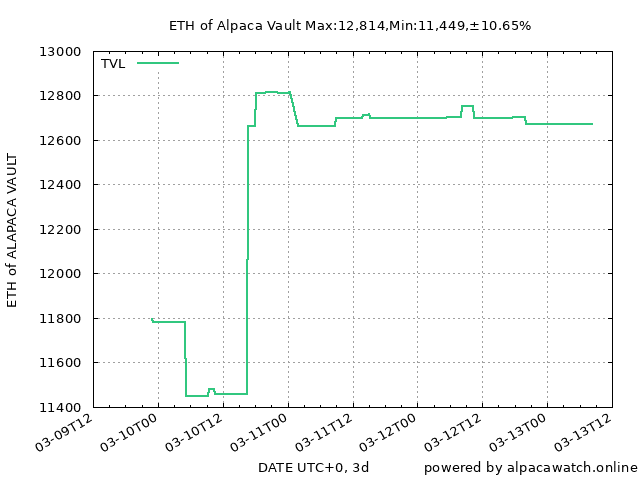 ETH of Alpaca Vault Max:12,814,Min:11,449,±10.65%
TVL
13000
12800
12600
12400
12200
12000
11800
11600
11400
ETH of ALAPACA VAULT
03-09T12
03-10T00
03-10T12
03-11T00
03-11T12
03-12T00
03-12T12
03-13T00
03-13T12
DATE UTC+0, 3d
powered by alpacawatch.online